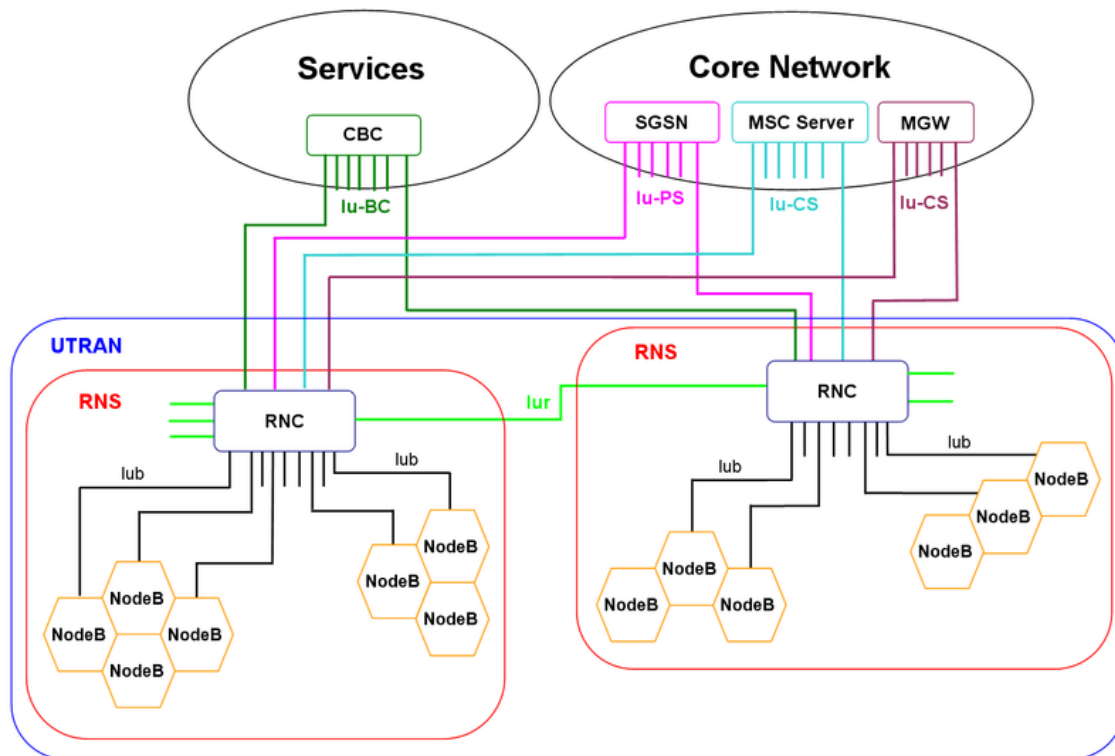 Services
Core Network
CBC
SGSN
MSC Server
MGW
Iu-BC
Iu-PS
Iu-CS
Iu-CS
UTRAN
RNS
RNS
RNC
Iur
RNC
Iub
Iub
Iub
Iub
NodeB
NodeB
NodeB
NodeB
NodeB
NodeB
NodeB
NodeB
NodeB
NodeB
NodeB
NodeB
NodeB